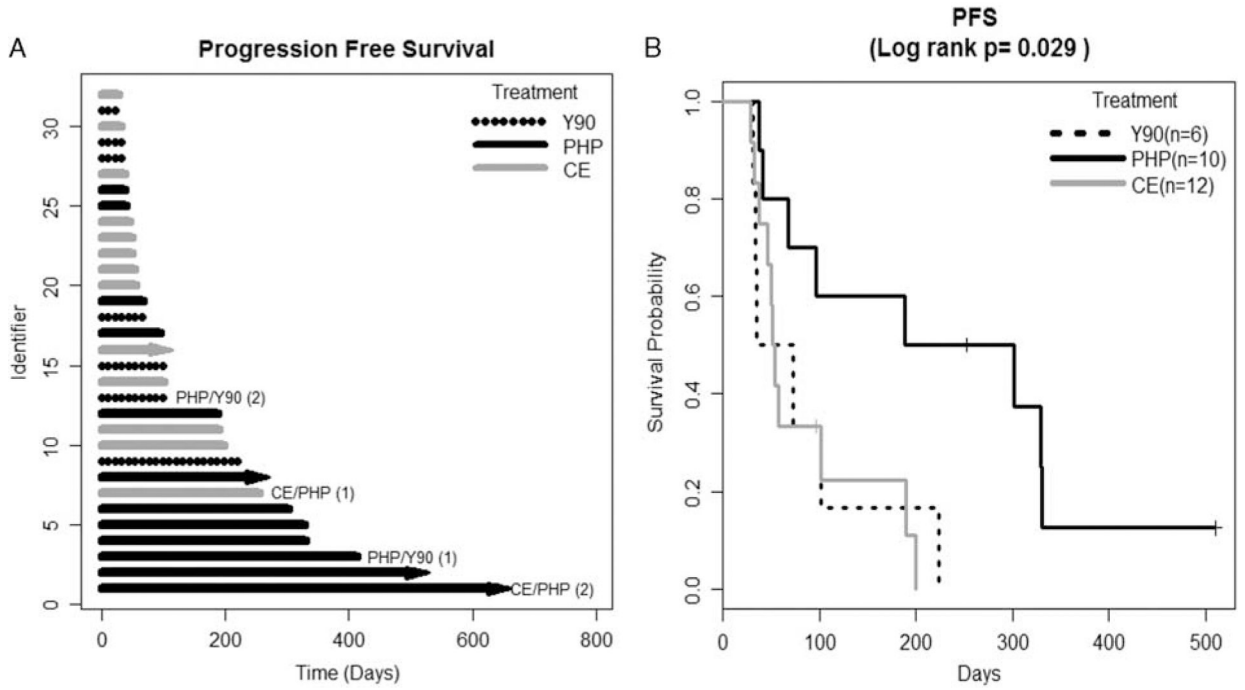 A
Progression Free Survival
Treatment
Y90
PHP
CE
30
25
20
15
10
5
0
Identifier
PHP/Y90 (2)
CE/PHP (1)
PHP/Y90 (1)
CE/PHP (2)
0 200 400 600 800
Time (Days)
B
PFS
(Log rank p= 0.029 )
Treatment
Y90(n=6)
PHP(n=10)
CE(n=12)
1.0
0.8
0.6
0.4
0.2
0.0
Survival Probability
0 100 200 300 400 500
Days